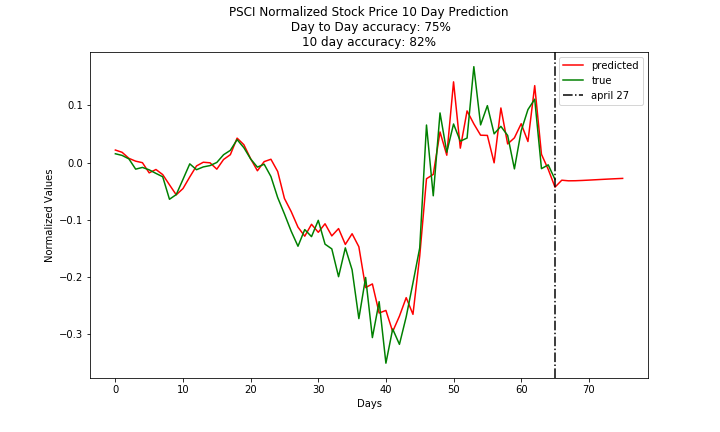 PSCI Normalized Stock Price 10 Day Prediction
Day to Day accuracy: 75%
10 day accuracy: 82%
predicted
true
april 27
Normalized Values
0.1
0.0
−0.1
−0.2
−0.3
0 10 20 30 40 50 60 70
Days